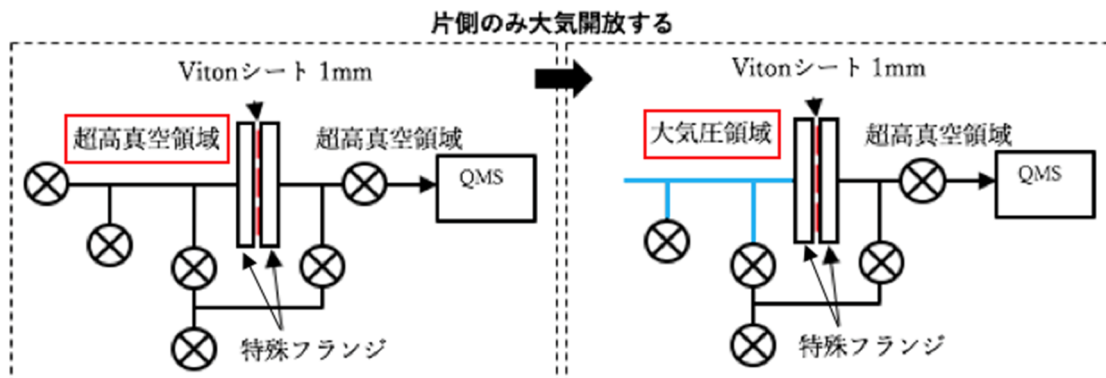 片側のみ大気開放する
Vitonシート 1mm
超高真空領域
超高真空領域
QMS
特殊フランジ
Vitonシート 1mm
大気圧領域
超高真空領域
QMS
特殊フランジ